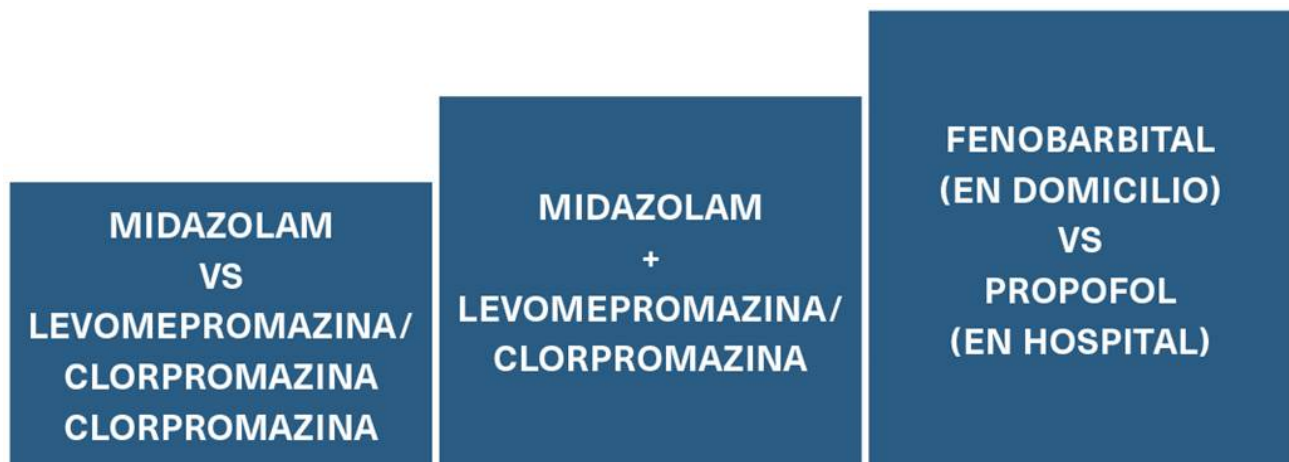 MIDAZOLAM
VS
LEVOMEPROMAZINA/
CLORPROMAZINA
CLORPROMAZINA
MIDAZOLAM
+
LEVOMEPROMAZINA/
CLORPROMAZINA
FENOBARBITAL
(EN DOMICILIO)
VS
PROPOFOL
(EN HOSPITAL)